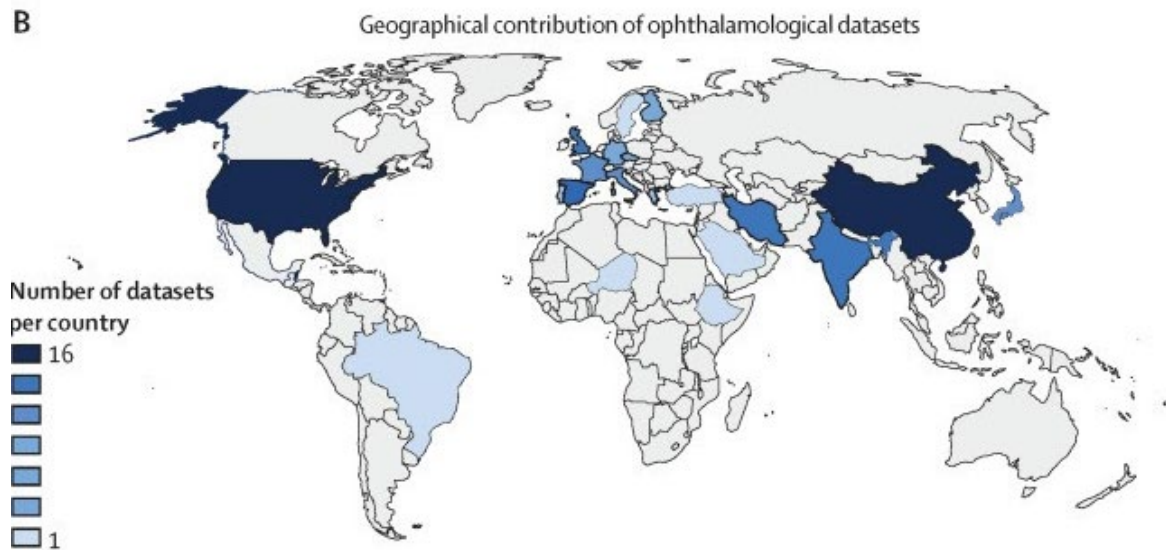 B
Geographical contribution of ophthalamological datasets
Number of datasets
per country
16
1